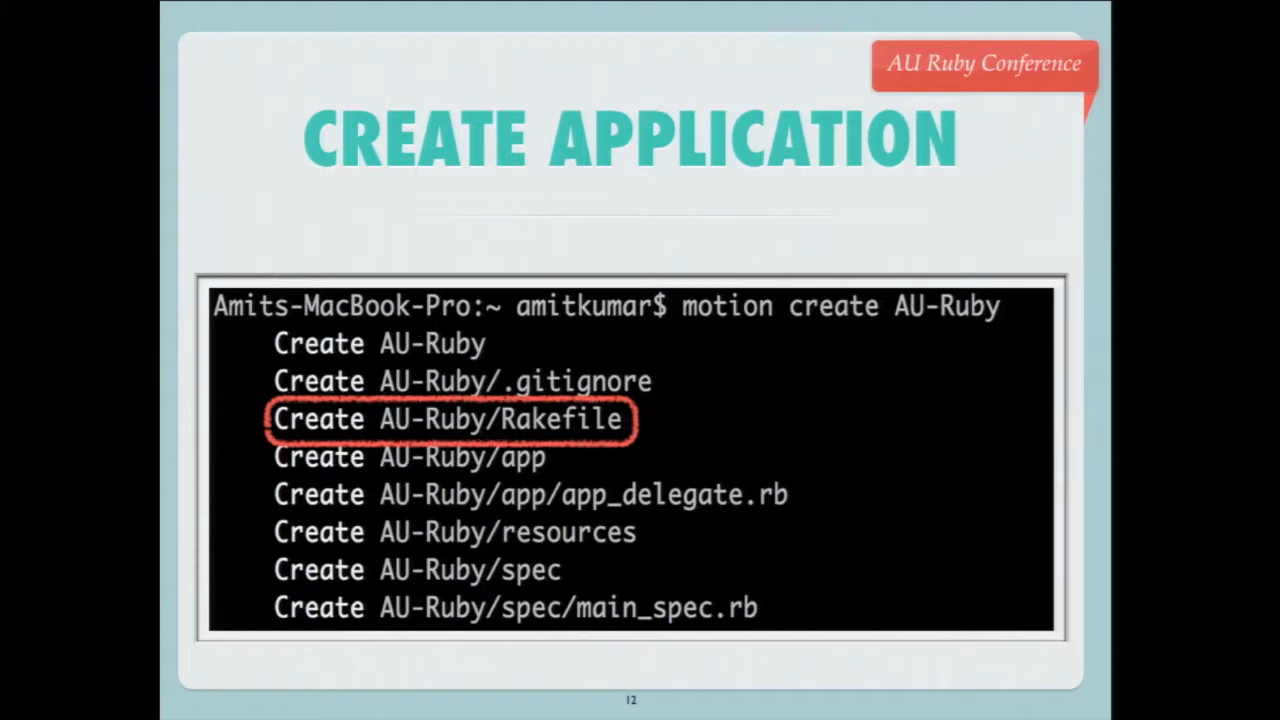 AU Ruby Conference
CREATE APPLICATION
Amits-MacBook-Pro:~ amitkumar$ motion create AU-Ruby
Create AU-Ruby
Create AU-Ruby/.gitignore
Create AU-Ruby/Rakefile
Create AU-Ruby/app
Create AU-Ruby/app/app_delegate.rb
Create AU-Ruby/resources
Create AU-Ruby/spec
Create AU-Ruby/spec/main_spec.rb
12